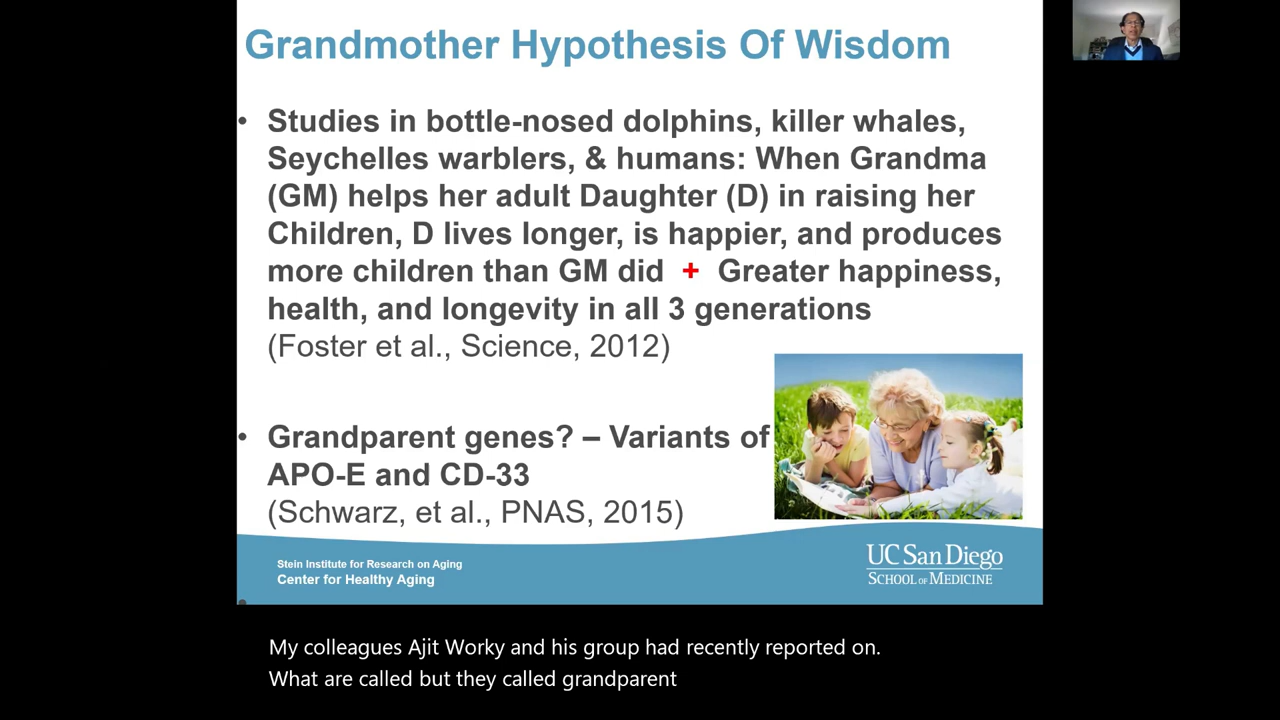 Grandmother Hypothesis Of Wisdom
• Studies in bottle-nosed dolphins, killer whales,
Seychelles warblers, & humans: When Grandma
(GM) helps her adult Daughter (D) in raising her
Children, D lives longer, is happier, and produces
more children than GM did + Greater happiness,
health, and longevity in all 3 generations
(Foster et al., Science, 2012)
• Grandparent genes? – Variants of
APO-E and CD-33
(Schwarz, et al., PNAS, 2015)
Stein Institute for Research on Aging
Center for Healthy Aging
UC San Diego
SCHOOL OF MEDICINE
My colleagues Ajit Worky and his group had recently reported on.
What are called but they called grandparent